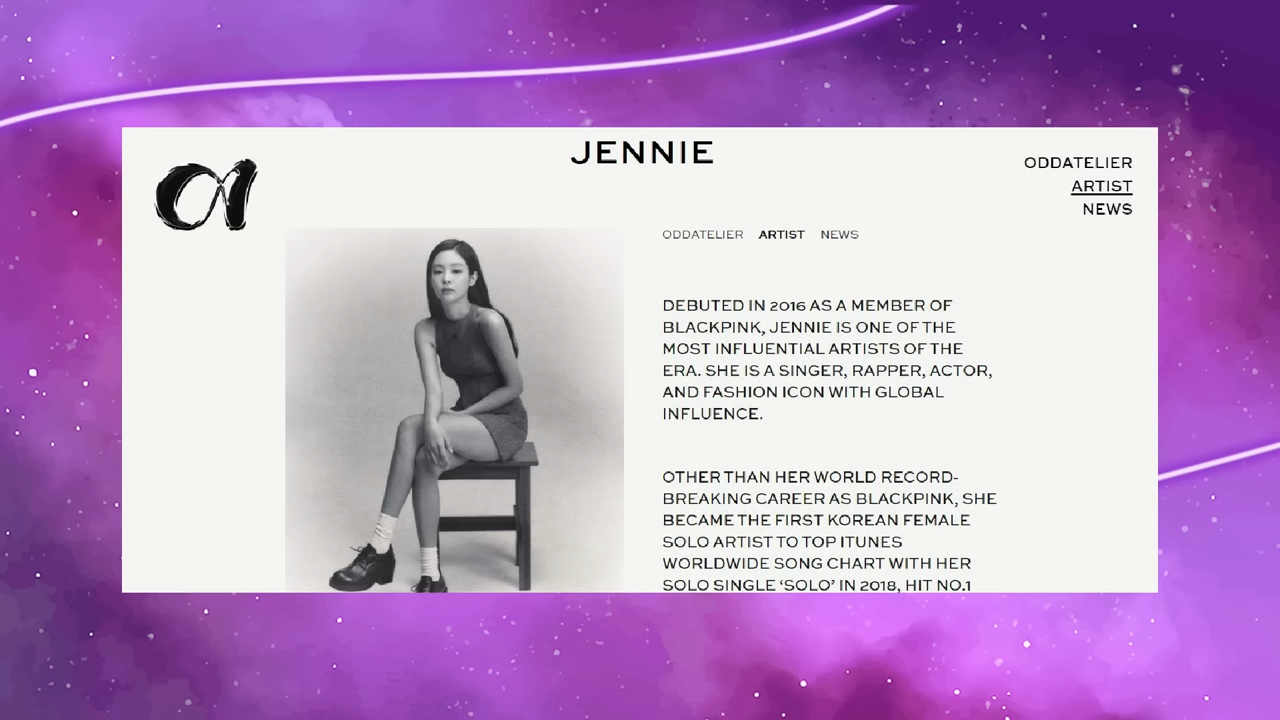 JENNIE
ODDATELIER
ARTIST
NEWS
ODDATELIER ARTIST NEWS
DEBUTED IN 2016 AS A MEMBER OF
BLACKPINK, JENNIE IS ONE OF THE
MOST INFLUENTIAL ARTISTS OF THE
ERA. SHE IS A SINGER, RAPPER, ACTOR,
AND FASHION ICON WITH GLOBAL
INFLUENCE.
OTHER THAN HER WORLD RECORD-
BREAKING CAREER AS BLACKPINK, SHE
BECAME THE FIRST KOREAN FEMALE
SOLO ARTIST TO TOP ITUNES
WORLDWIDE SONG CHART WITH HER
SOLO SINGLE ‘SOLO’ IN 2018, HIT NO.1